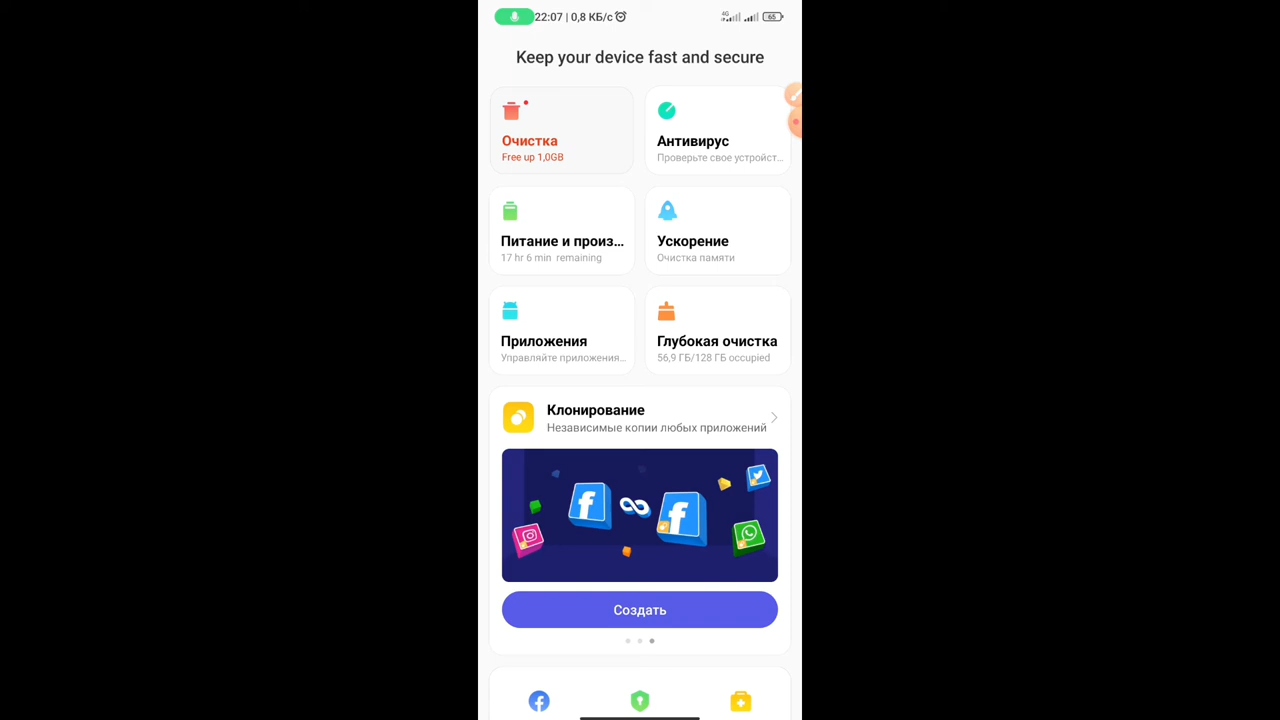 22:07 | 0,8 КБ/с
4G
65
Keep your device fast and secure
Очистка
Free up 1,0GB
Антивирус
Проверьте свое устройст...
Питание и произ...
17 hr 6 min remaining
Ускорение
Очистка памяти
Приложения
Управляйте приложения...
Глубокая очистка
56,9 ГБ/128 ГБ occupied
Клонирование
Независимые копии любых приложений
Создать